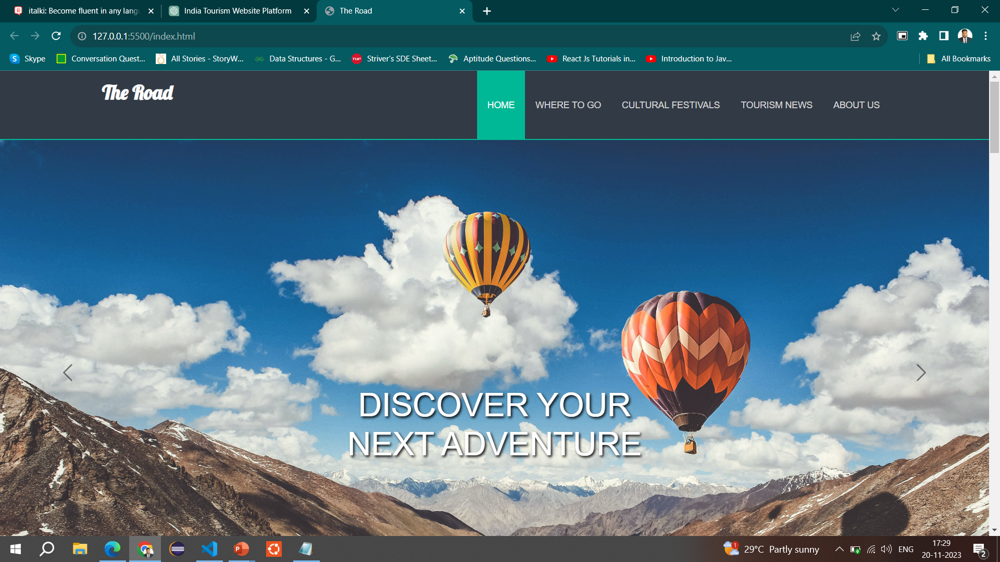 italki: Become fluent in any langu
India Tourism Website Platform
The Road
127.0.0.1:5500/index.html
Skype
Conversation Quest...
All Stories - StoryW...
Data Structures - G...
TUF
Striver's SDE Sheet...
Aptitude Questions...
React Js Tutorials in...
Introduction to Jav...
All Bookmarks
The Road
HOME
WHERE TO GO
CULTURAL FESTIVALS
TOURISM NEWS
ABOUT US
DISCOVER YOUR
NEXT ADVENTURE
1
29°C Partly sunny
ENG
17:29
20-11-2023
2